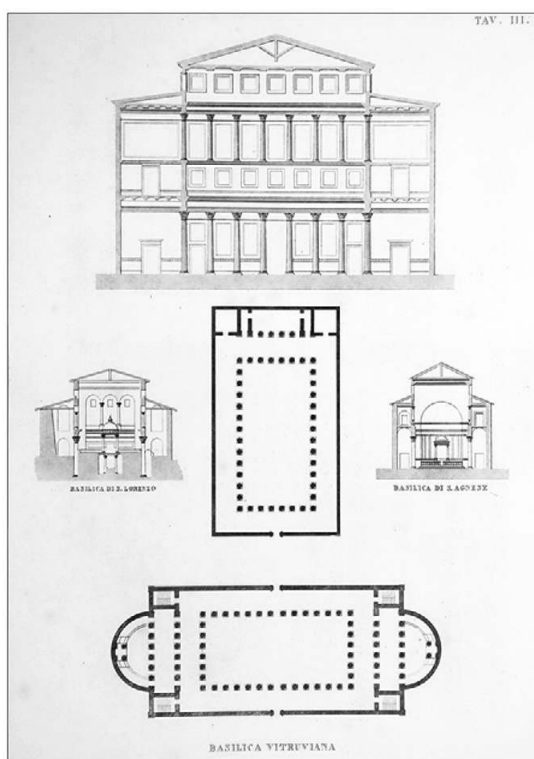 TAV. III.
BASILICA DI S. LORENZO
BASILICA DI S. AGNESE
BASILICA VITRUVIANA